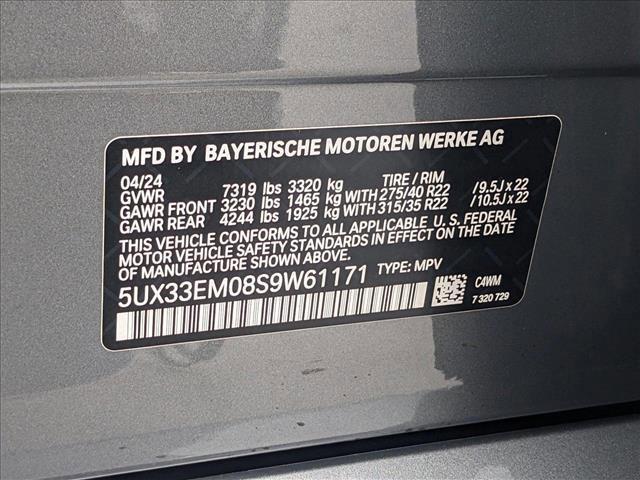 MFD BY BAYERISCHE MOTOREN WERKE AG
04/24 TIRE / RIM
GVWR 7319 lbs 3320 kg
GAWR FRONT 3230 lbs 1465 kg WITH 275/40 R22 /9.5J x 22
GAWR REAR 4244 lbs 1925 kg WITH 315/35 R22 /10.5J x 22
THIS VEHICLE CONFORMS TO ALL APPLICABLE U.S. FEDERAL
MOTOR VEHICLE SAFETY STANDARDS IN EFFECT ON THE
DATE OF MANUFACTURE SHOWN ABOVE.
5UX33EM08S9W61171 TYPE: MPV
C4WM
7 320 729